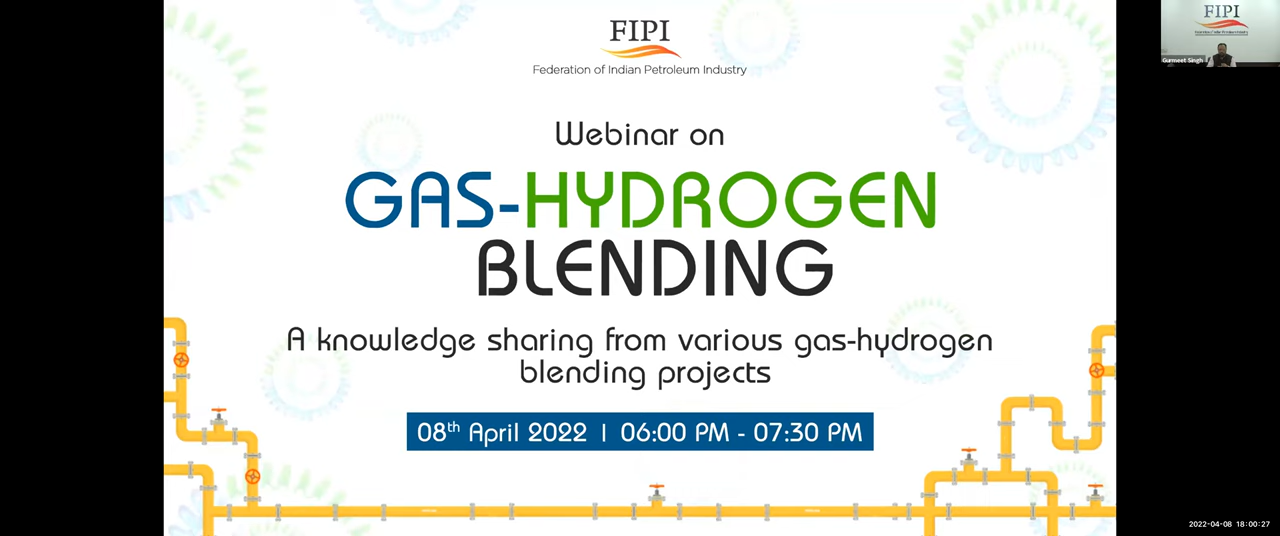 FIPI
Federation of Indian Petroleum Industry
Webinar on
GAS-HYDROGEN
BLENDING
A knowledge sharing from various gas-hydrogen
blending projects
08th April 2022 | 06:00 PM - 07:30 PM
FIPI
Gurmeet Singh
2022-04-08 18:00:27